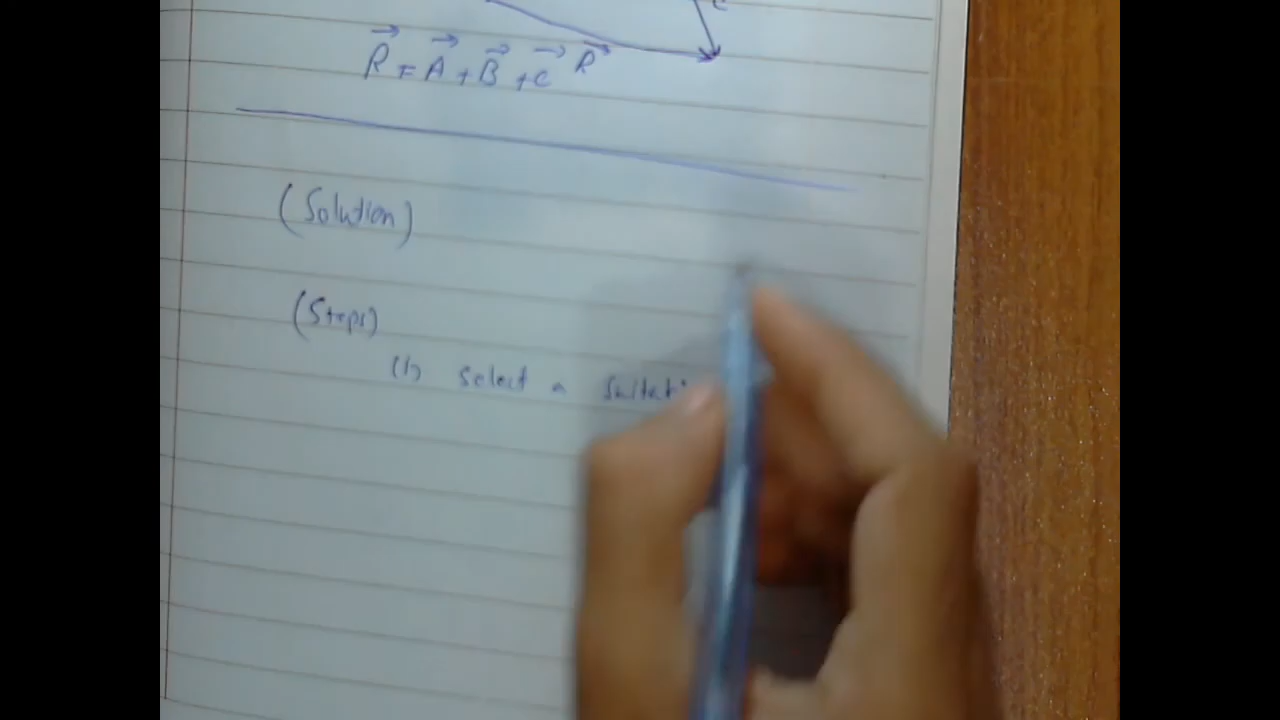 R = A + B + C R
(Solution)
(Steps)
(1) select a